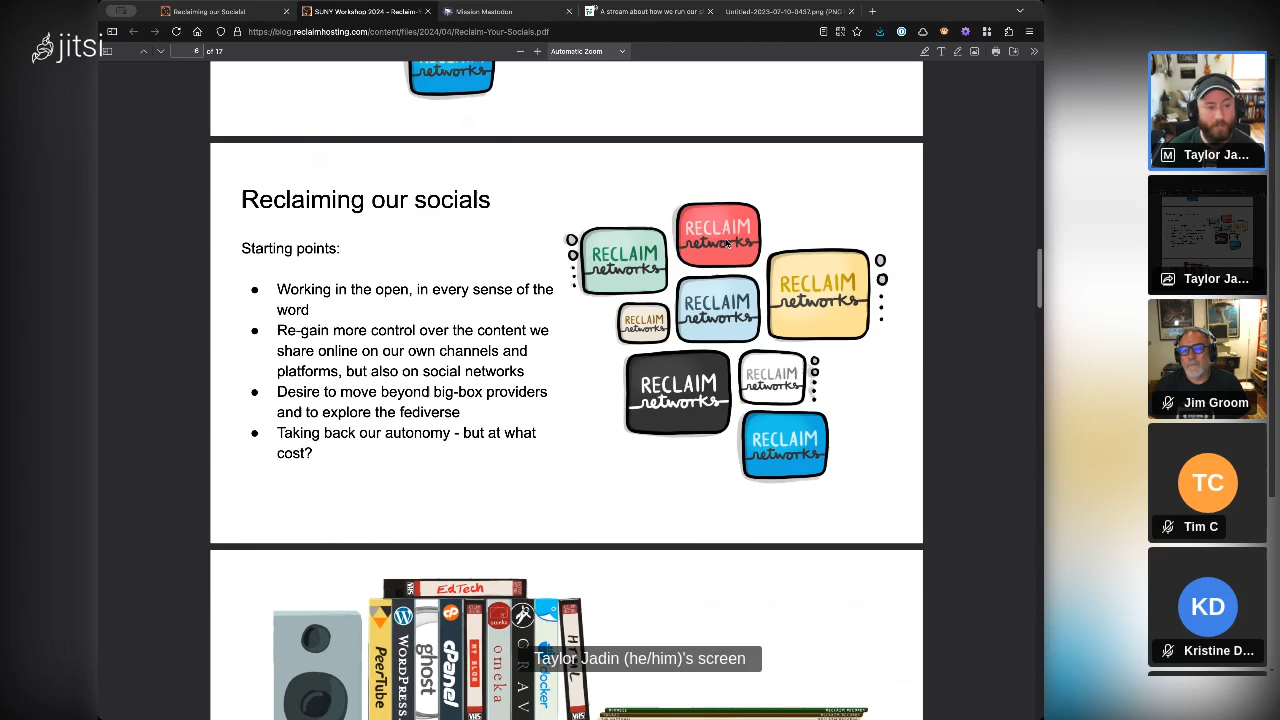 Reclaiming our Socials!
SUNY Workshop 2024 - Reclaim-Y
Mission Mastodon
A stream about how we run our s
Untitled-2023-07-10-0437.png (PNG
jitsi
https://blog.reclaimhosting.com/content/files/2024/04/Reclaim-Your-Socials.pdf
6 of 17
Automatic Zoom
networks
Reclaiming our socials
Starting points:
● Working in the open, in every sense of the
word
● Re-gain more control over the content we
share online on our own channels and
platforms, but also on social networks
● Desire to move beyond big-box providers
and to explore the fediverse
● Taking back our autonomy - but at what
cost?
RECLAIM
networks
RECLAIM
networks
RECLAIM
networks
RECLAIM
networks
RECLAIM
networks
RECLAIM
networks
RECLAIM
networks
RECLAIM
networks
VHS
EdTech
PeerTube
WORDPRESS
ghost
cPanel
MY BLOG
VHS
omeka
GRAV
docker
Html
VHS
Taylor Jadin (he/him)'s screen
M
Taylor Ja...
Taylor Ja...
Jim Groom
TC
Tim C
KD
Kristine D...